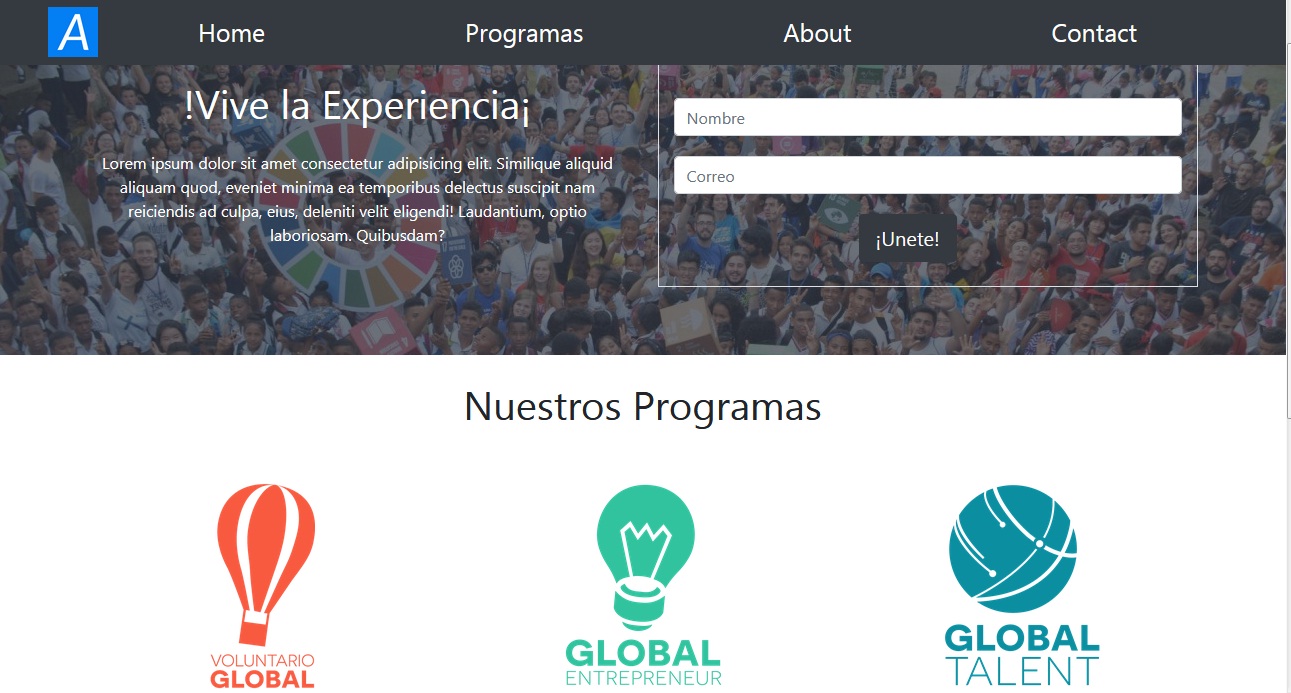 A
Home
Programas
About
Contact
!Vive la Experiencia¡
Lorem ipsum dolor sit amet consectetur adipisicing elit. Similique aliquid
aliquam quod, eveniet minima ea temporibus delectus suscipit nam
reiciendis ad culpa, eius, deleniti velit eligendi! Laudantium, optio
laboriosam. Quibusdam?
Nombre
Correo
¡Unete!
Nuestros Programas
VOLUNTARIO
GLOBAL
GLOBAL
ENTREPRENEUR
GLOBAL
TALENT